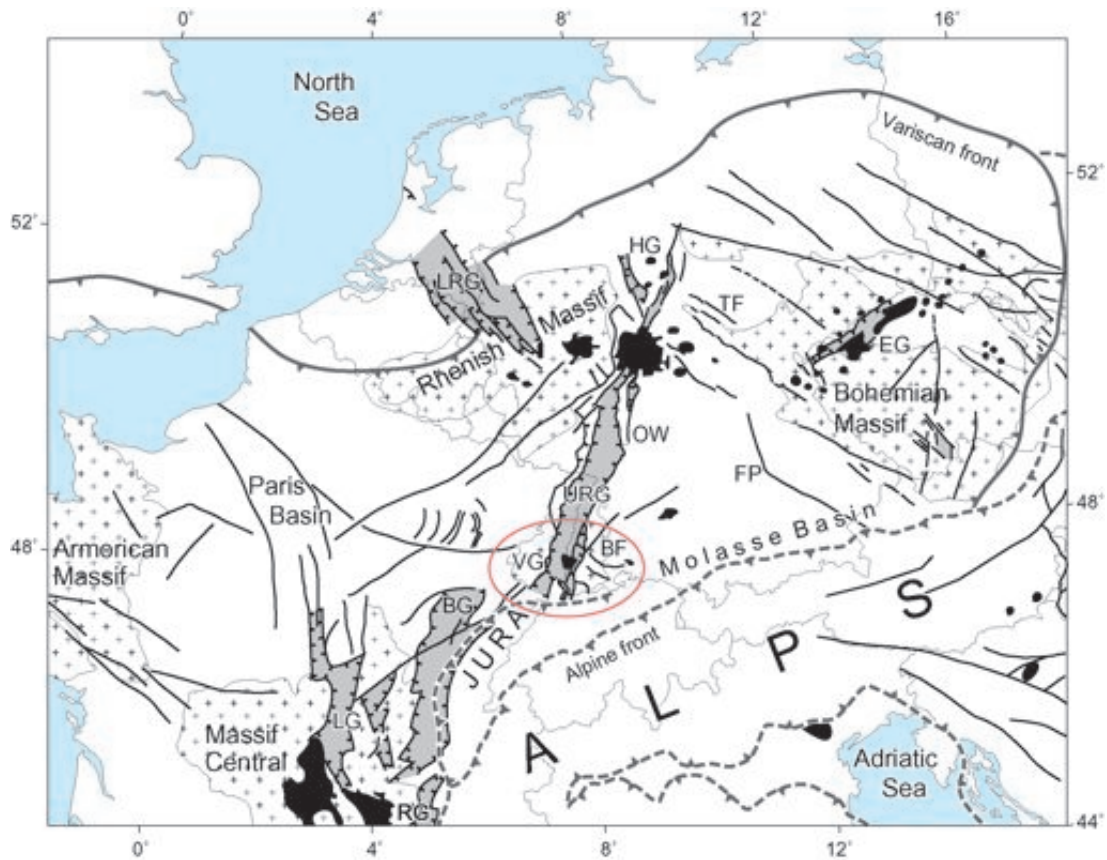 0° 4° 8° 12° 16°
North
Sea
Variscan front
52°
52°
HG
LRG
Rhenish Massif
TF
EG
Bohemian
Massif
OW
FP
Paris
Basin
URG
48°
48°
Armerican
Massif
VG
BF
Molasse Basin
BG
JURA
Alpine front
ALPS
LG
Massif
Central
RG
Adriatic
Sea
44°
0° 4° 8° 12°